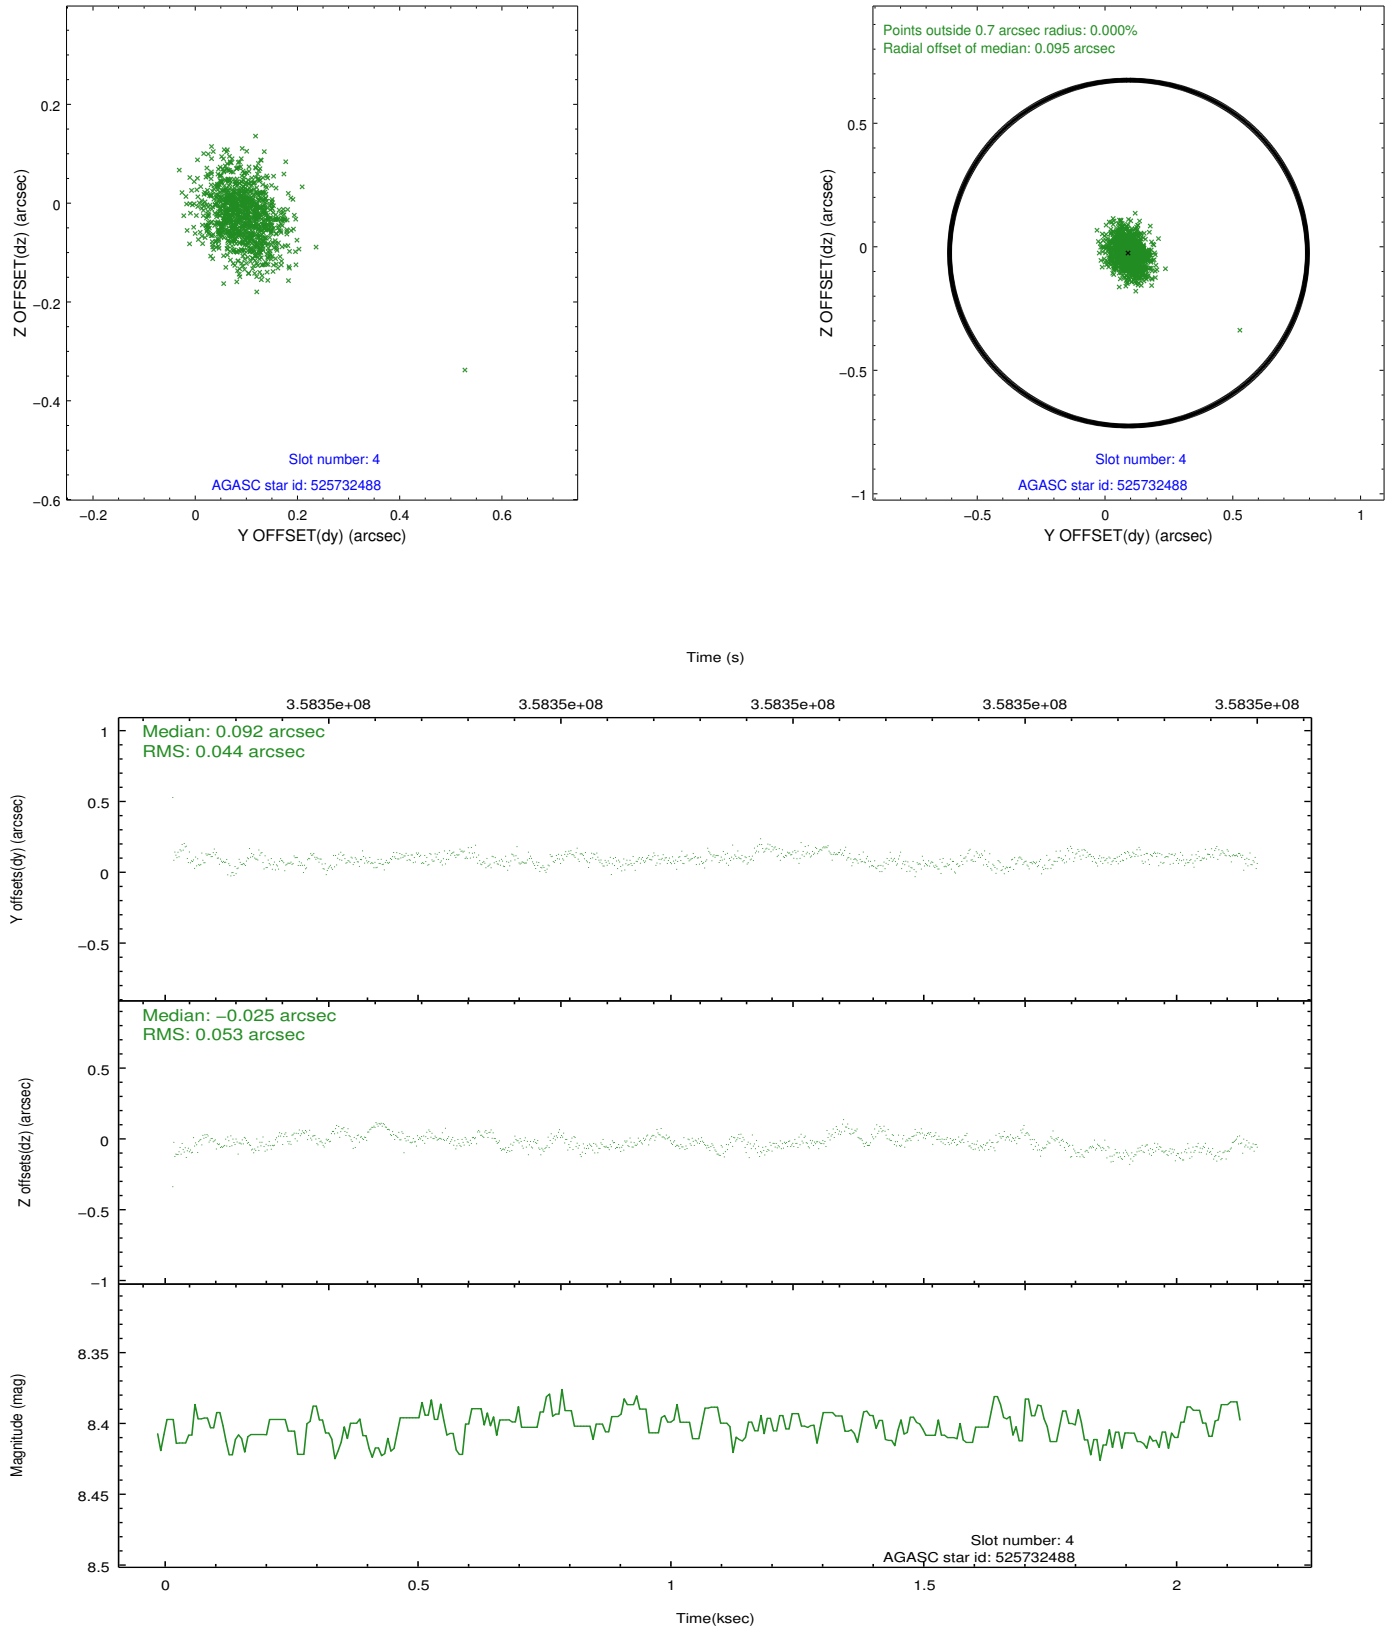 0.2
0
−0.2
−0.4
−0.6
Z OFFSET(dz) (arcsec)
Slot number: 4
AGASC star id: 525732488
−0.2
0
0.2
0.4
0.6
Y OFFSET(dy) (arcsec)
Points outside 0.7 arcsec radius: 0.000%
Radial offset of median: 0.095 arcsec
0.5
0
−0.5
−1
Z OFFSET(dz) (arcsec)
Slot number: 4
AGASC star id: 525732488
−0.5
0
0.5
1
Y OFFSET(dy) (arcsec)
Time (s)
3.5835e+08
3.5835e+08
3.5835e+08
3.5835e+08
3.5835e+08
Median: 0.092 arcsec
RMS: 0.044 arcsec
1
0.5
0
−0.5
Y offsets(dy) (arcsec)
Median: −0.025 arcsec
RMS: 0.053 arcsec
0.5
0
−0.5
−1
Z offsets(dz) (arcsec)
8.35
8.4
8.45
8.5
Magnitude (mag)
Slot number: 4
AGASC star id: 525732488
0
0.5
1
1.5
2
Time(ksec)